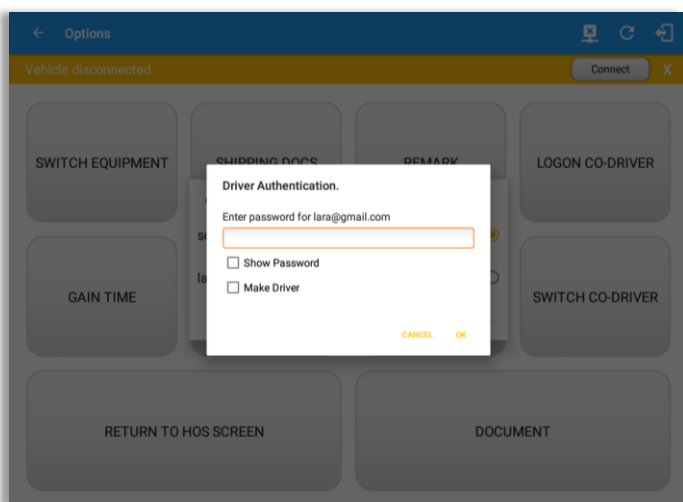 Options
Vehicle disconnected
Connect
X
SWITCH EQUIPMENT
SHIPPING DOCS
REMARK
LOGON CO-DRIVER
Driver Authentication.
Enter password for lara@gmail.com
Show Password
Make Driver
CANCEL OK
GAIN TIME
SWITCH CO-DRIVER
RETURN TO HOS SCREEN
DOCUMENT